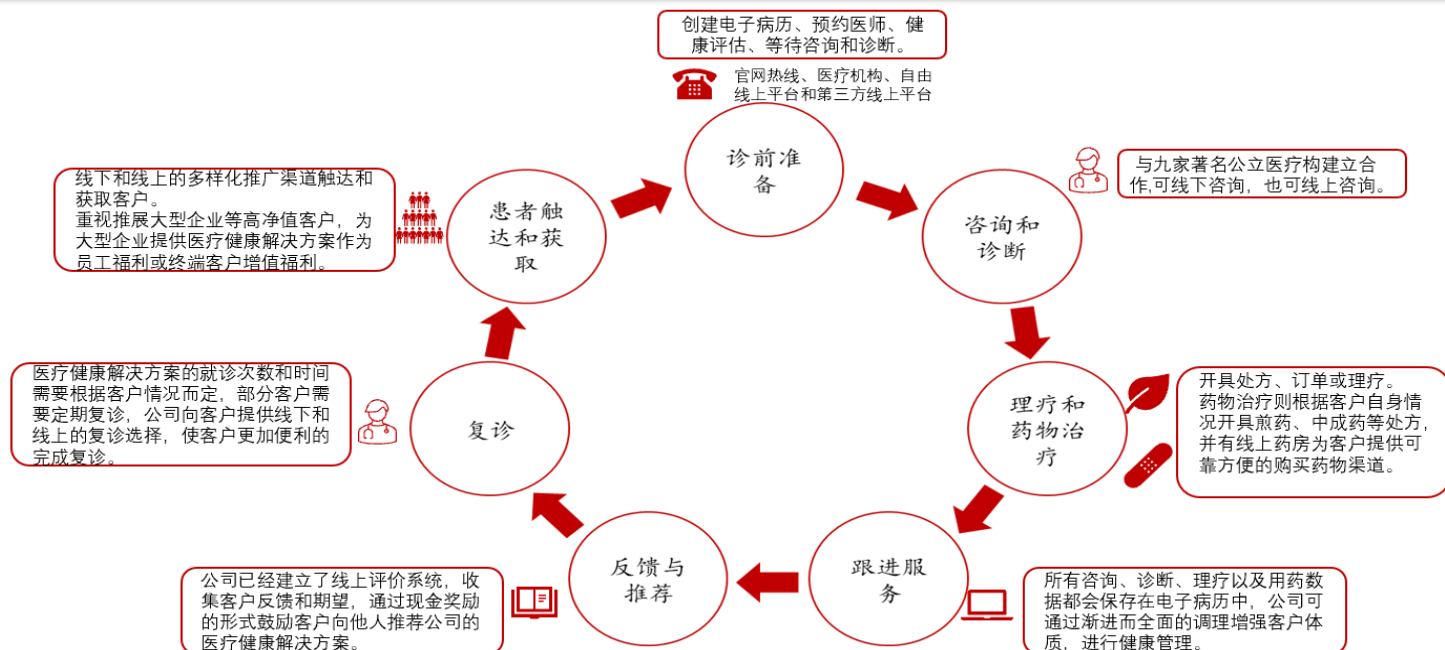 创建电子病历、预约医师、健
康评估、等待咨询和诊断。
官网热线、医疗机构、自由
线上平台和第三方线上平台
诊前准
备
与九家著名公立医疗构建立合
作,可线下咨询，也可线上咨询。
咨询和
诊断
开具处方、订单或理疗。
药物治疗则根据客户自身情
况开具煎药、中成药等处方，
并有线上药房为客户提供可
靠方便的购买药物渠道。
理疗和
药物治
疗
所有咨询、诊断、理疗以及用药数
据都会保存在电子病历中，公司可
通过渐进而全面的调理增强客户体
质，进行健康管理。
跟进服
务
反馈与
推荐
公司已经建立了线上评价系统，收
集客户反馈和期望，通过现金奖励
的形式鼓励客户向他人推荐公司的
医疗健康解决方案。
复诊
医疗健康解决方案的就诊次数和时间
需要根据客户情况而定，部分客户需
要定期复诊，公司向客户提供线下和
线上的复诊选择，使客户更加便利的
完成复诊。
患者触
达和获
取
线下和线上的多样化推广渠道触达和
获取客户。
重视推展大型企业等高净值客户，为
大型企业提供医疗健康解决方案作为
员工福利或终端客户增值福利。